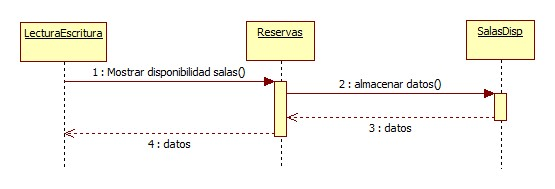 LecturaEscritura
Reservas
SalasDisp
1 : Mostrar disponibilidad salas()
2 : almacenar datos()
3 : datos
4 : datos